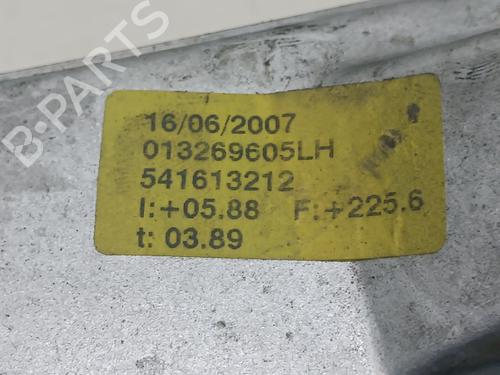 16/06/2007
013269605LH
541613212
I:+05.88 F:+225.6
t: 03.89
B-PARTS